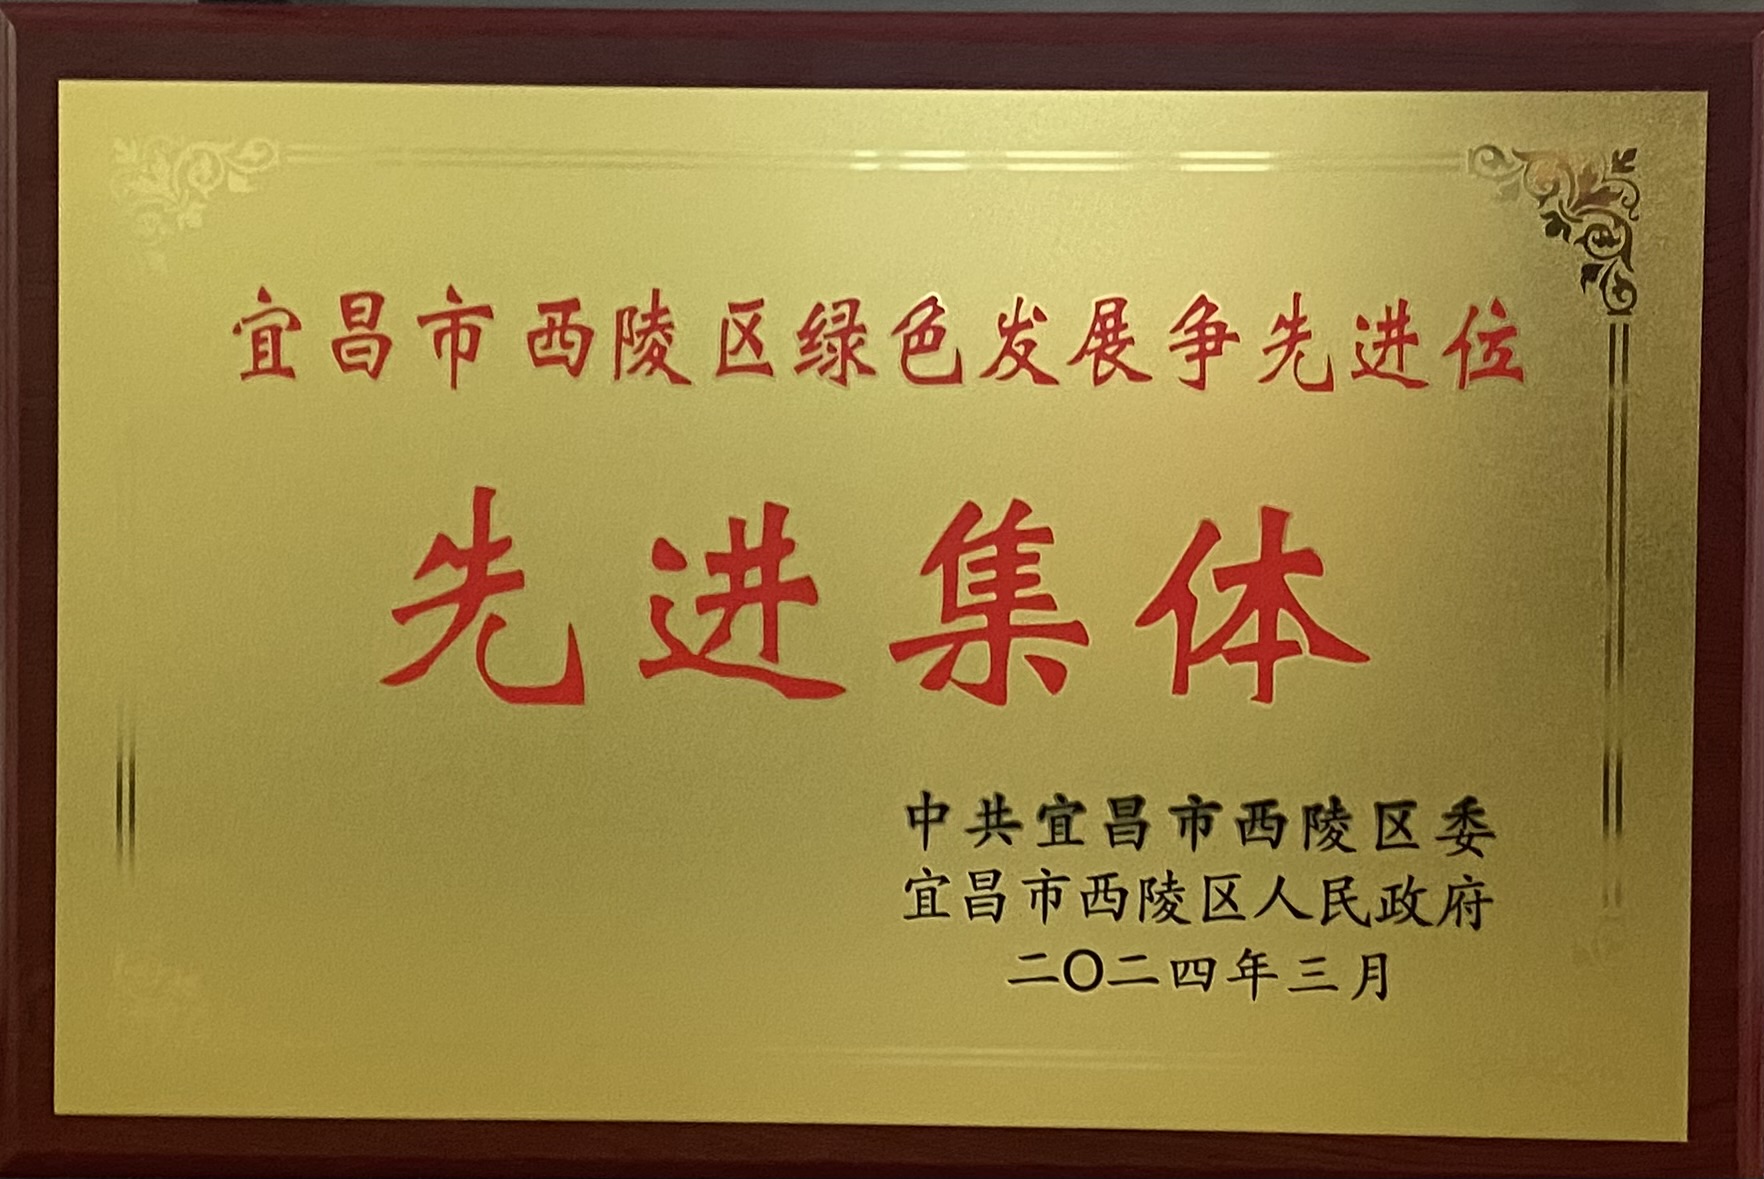 宜昌市西陵区绿色发展争先进位
先进集体
中共宜昌市西陵区委
宜昌市西陵区人民政府
二〇二四年三月